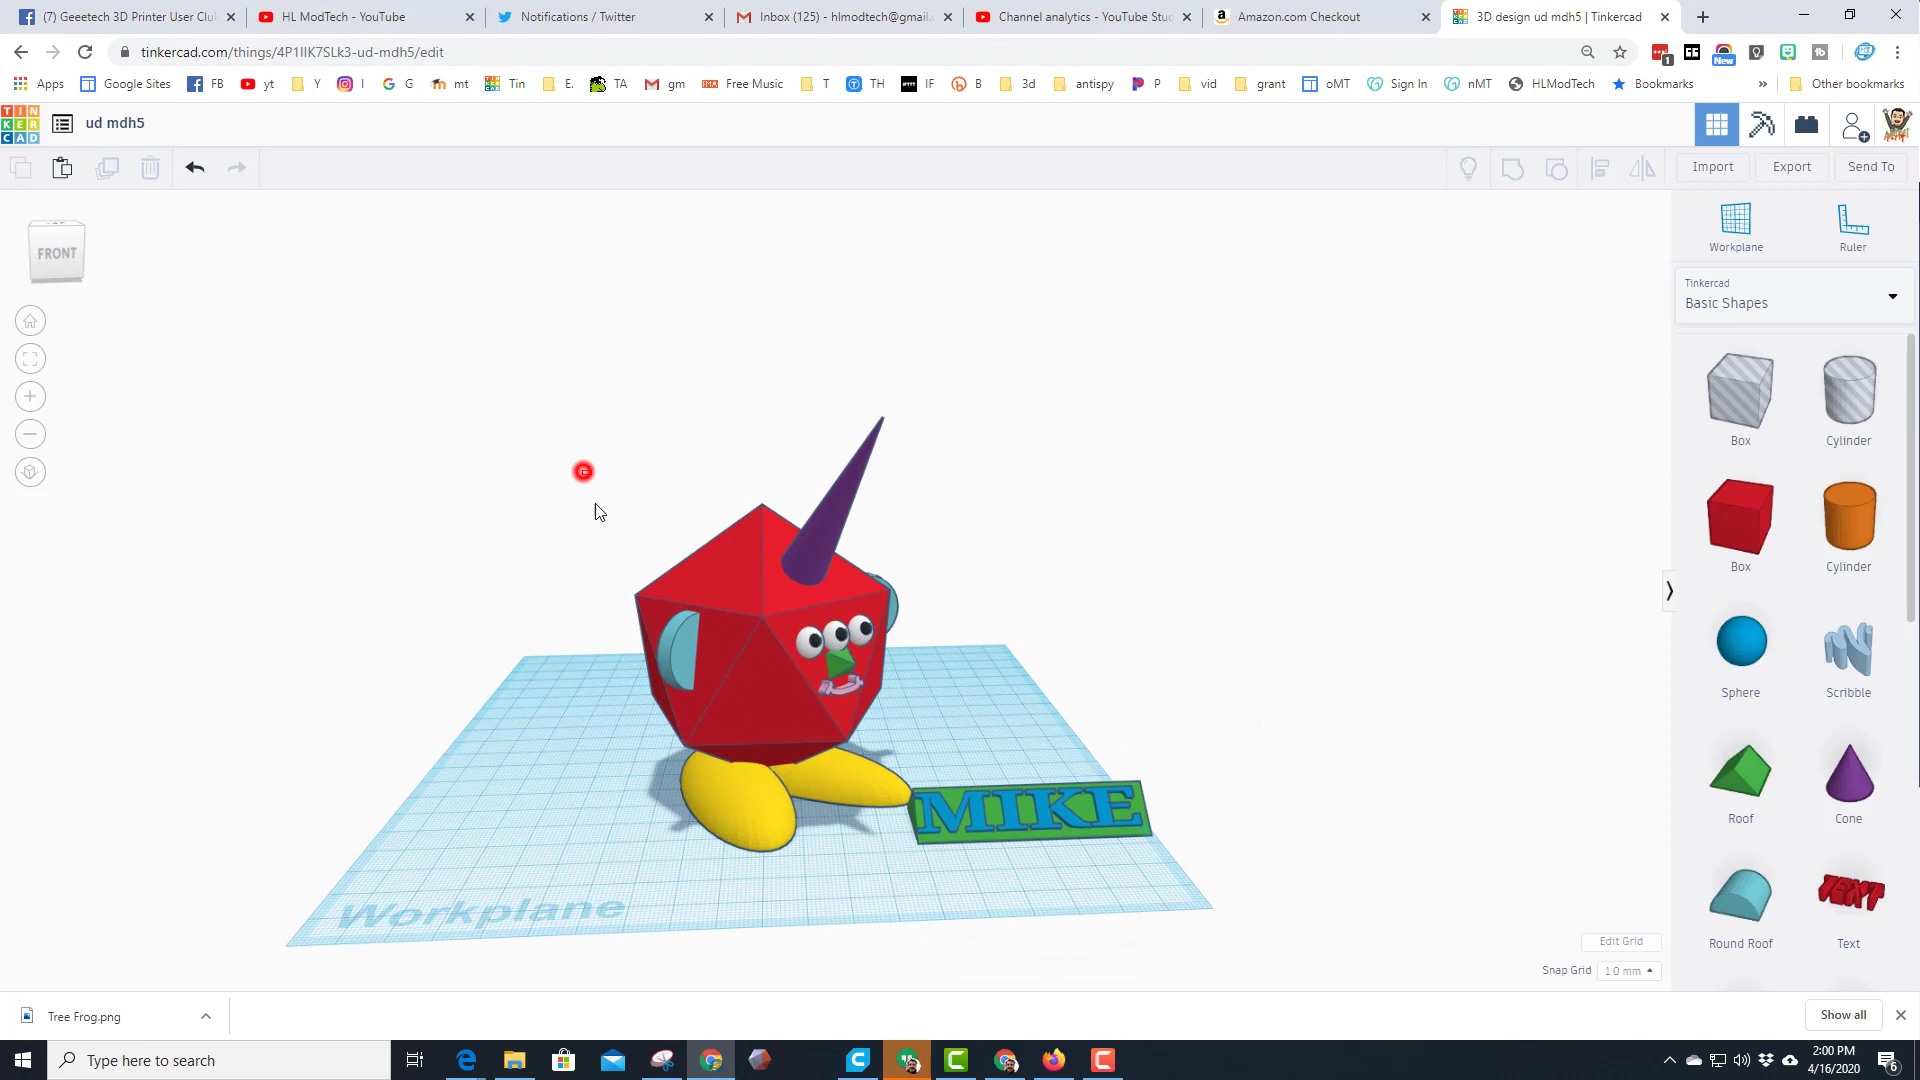 (7) Geeetech 3D Printer User Clu
HL ModTech - YouTube
Notifications / Twitter
Inbox (125) - hlmodtech@gmail.c
Channel analytics - YouTube Stu
Amazon.com Checkout
3D design ud mdh5 | Tinkercad
tinkercad.com/things/4P1IIK7SLk3-ud-mdh5/edit
1
New
Apps
Google Sites
FB
yt
Y
I
G
mt
Tin
E.
TA
gm
Free Music
T
TH
IF
B
3d
antispy
P
vid
grant
oMT
Sign In
nMT
HLModTech
Bookmarks
»
Other bookmarks
TIN
KER
CAD
ud mdh5
Import
Export
Send To
FRONT
Workplane
Ruler
Tinkercad
Basic Shapes
Box
Cylinder
Box
Cylinder
Sphere
Scribble
Roof
Cone
TEXT
Round Roof
Text
MIKE
Workplane
Edit Grid
Snap Grid
1.0 mm
Tree Frog.png
Show all
Type here to search
2:00 PM
4/16/2020
6